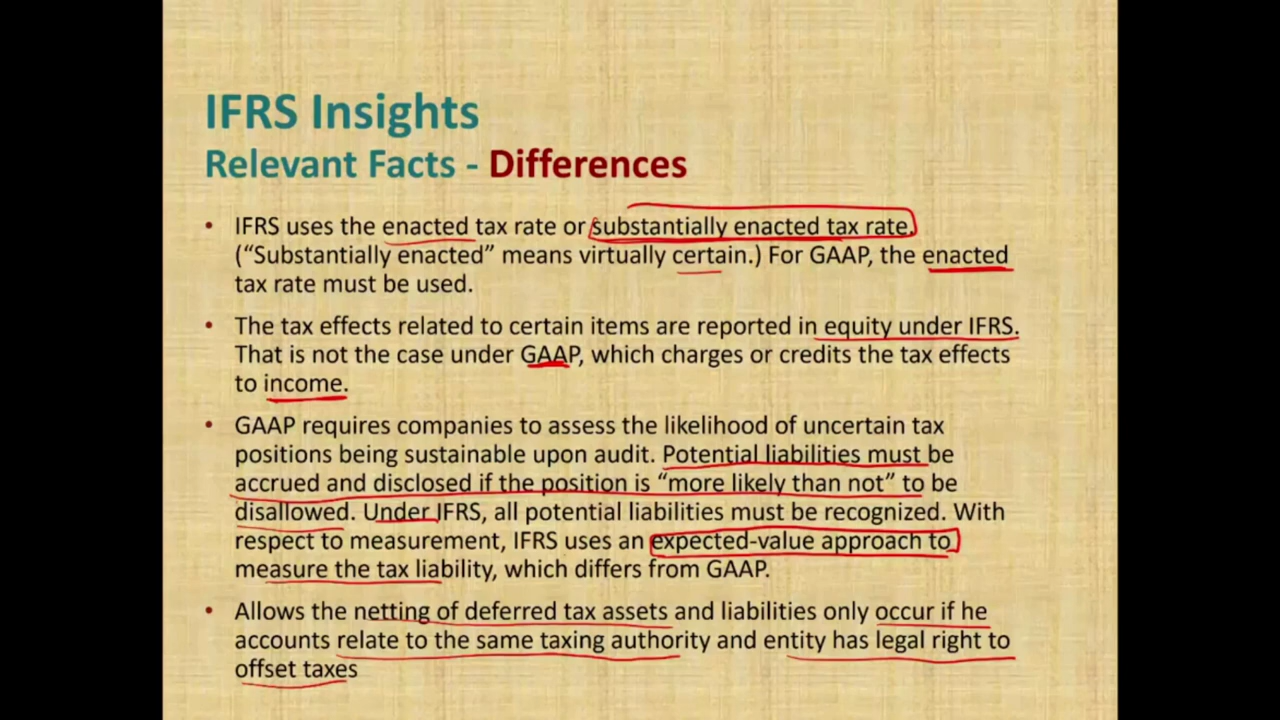 IFRS Insights
Relevant Facts - Differences
• IFRS uses the enacted tax rate or substantially enacted tax rate.
(“Substantially enacted” means virtually certain.) For GAAP, the enacted
tax rate must be used.
• The tax effects related to certain items are reported in equity under IFRS.
That is not the case under GAAP, which charges or credits the tax effects
to income.
• GAAP requires companies to assess the likelihood of uncertain tax
positions being sustainable upon audit. Potential liabilities must be
accrued and disclosed if the position is “more likely than not” to be
disallowed. Under IFRS, all potential liabilities must be recognized. With
respect to measurement, IFRS uses an expected-value approach to
measure the tax liability, which differs from GAAP.
• Allows the netting of deferred tax assets and liabilities only occur if he
accounts relate to the same taxing authority and entity has legal right to
offset taxes